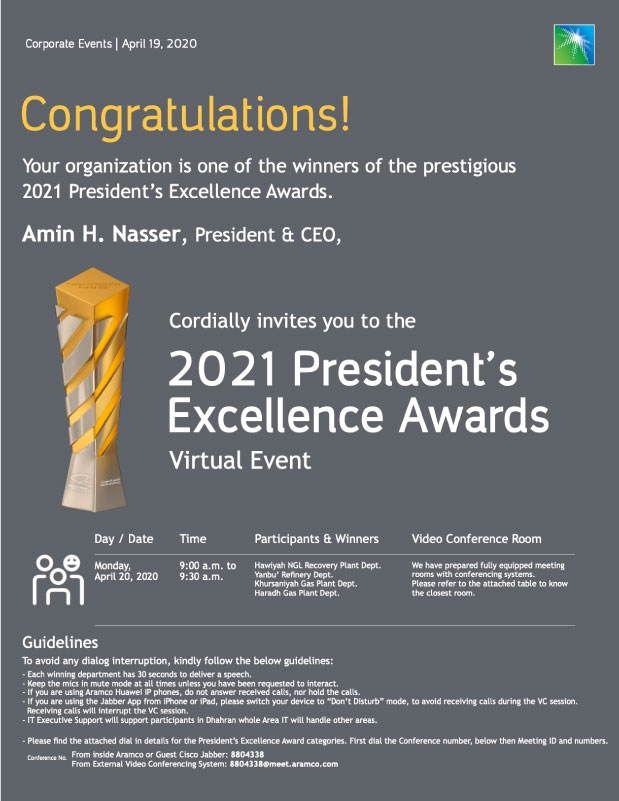 Corporate Events | April 19, 2020
Congratulations!
Your organization is one of the winners of the prestigious
2021 President's Excellence Awards.
Amin H. Nasser, President & CEO,
Cordially invites you to the
2021 President's
Excellence Awards
Virtual Event
Day / Date Time Participants & Winners Video Conference Room
Monday,
April 20, 2020
9:00 a.m. to
9:30 a.m.
Hawiyah NGL Recovery Plant Dept.
Yanbu' Refinery Dept.
Khursaniyah Gas Plant Dept.
Haradh Gas Plant Dept.
We have prepared fully equipped meeting
rooms with conferencing systems.
Please refer to the attached table to know
the closest room.
Guidelines
To avoid any dialog interruption, kindly follow the below guidelines:
- Each winning department has 30 seconds to deliver a speech.
- Keep the mics in mute mode at all times unless you have been requested to interact.
- If you are using Aramco Huawei IP phones, do not answer received calls, nor hold the calls.
- If you are using the Jabber App from iPhone or iPad, please switch your device to "Don't Disturb" mode, to avoid receiving calls during the VC session.
Receiving calls will interrupt the VC session.
- IT Executive Support will support participants in Dhahran whole Area IT will handle other areas.
- Please find the attached dial in details for the President's Excellence Award categories. First dial the Conference number, below then Meeting ID and numbers.
Conference No. From inside Aramco or Guest Cisco Jabber: 8804338
From External Video Conferencing System: 8804338@meet.aramco.com